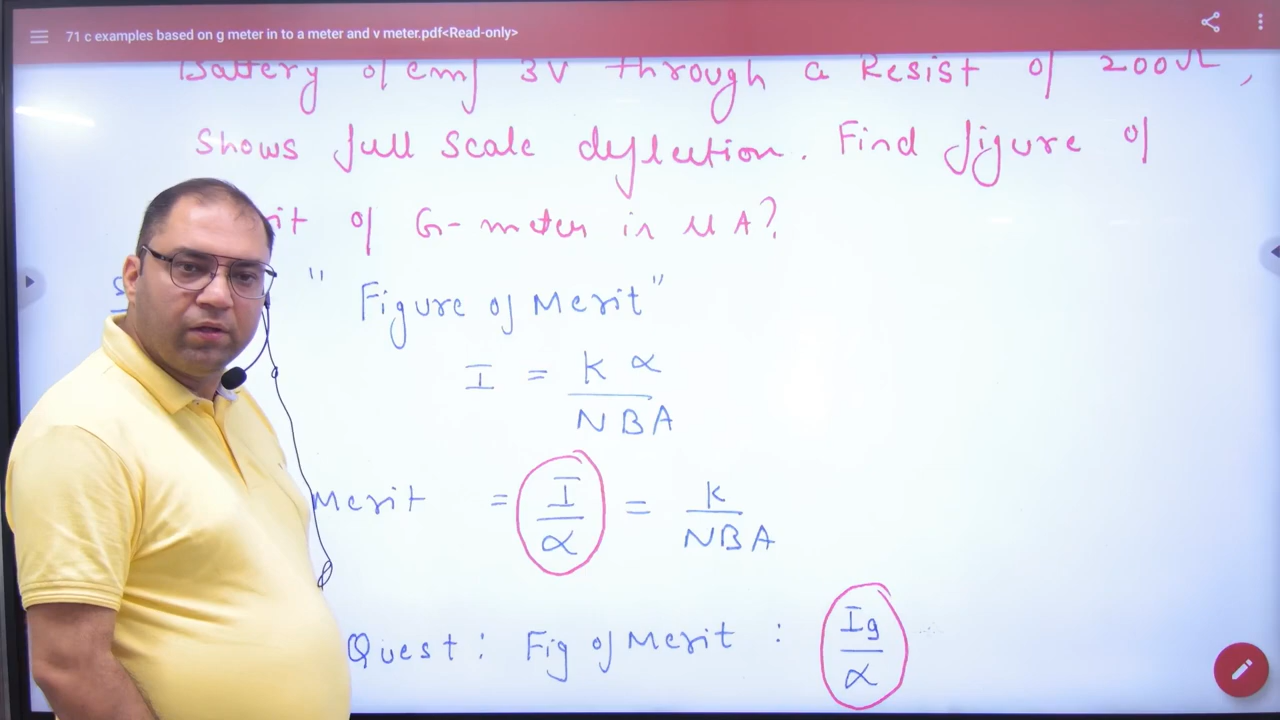 71 c examples based on g meter in to a meter and v meter.pdf<Read-only>
Battery of emf 3V through a Resist of 200Ω,
Shows full scale deflection. Find figure of
rit of G-meter in μA?
S
"Figure of Merit"
I = K α / NBA
Merit = I / α = K / NBA
Quest : Fig of Merit : Ig / α